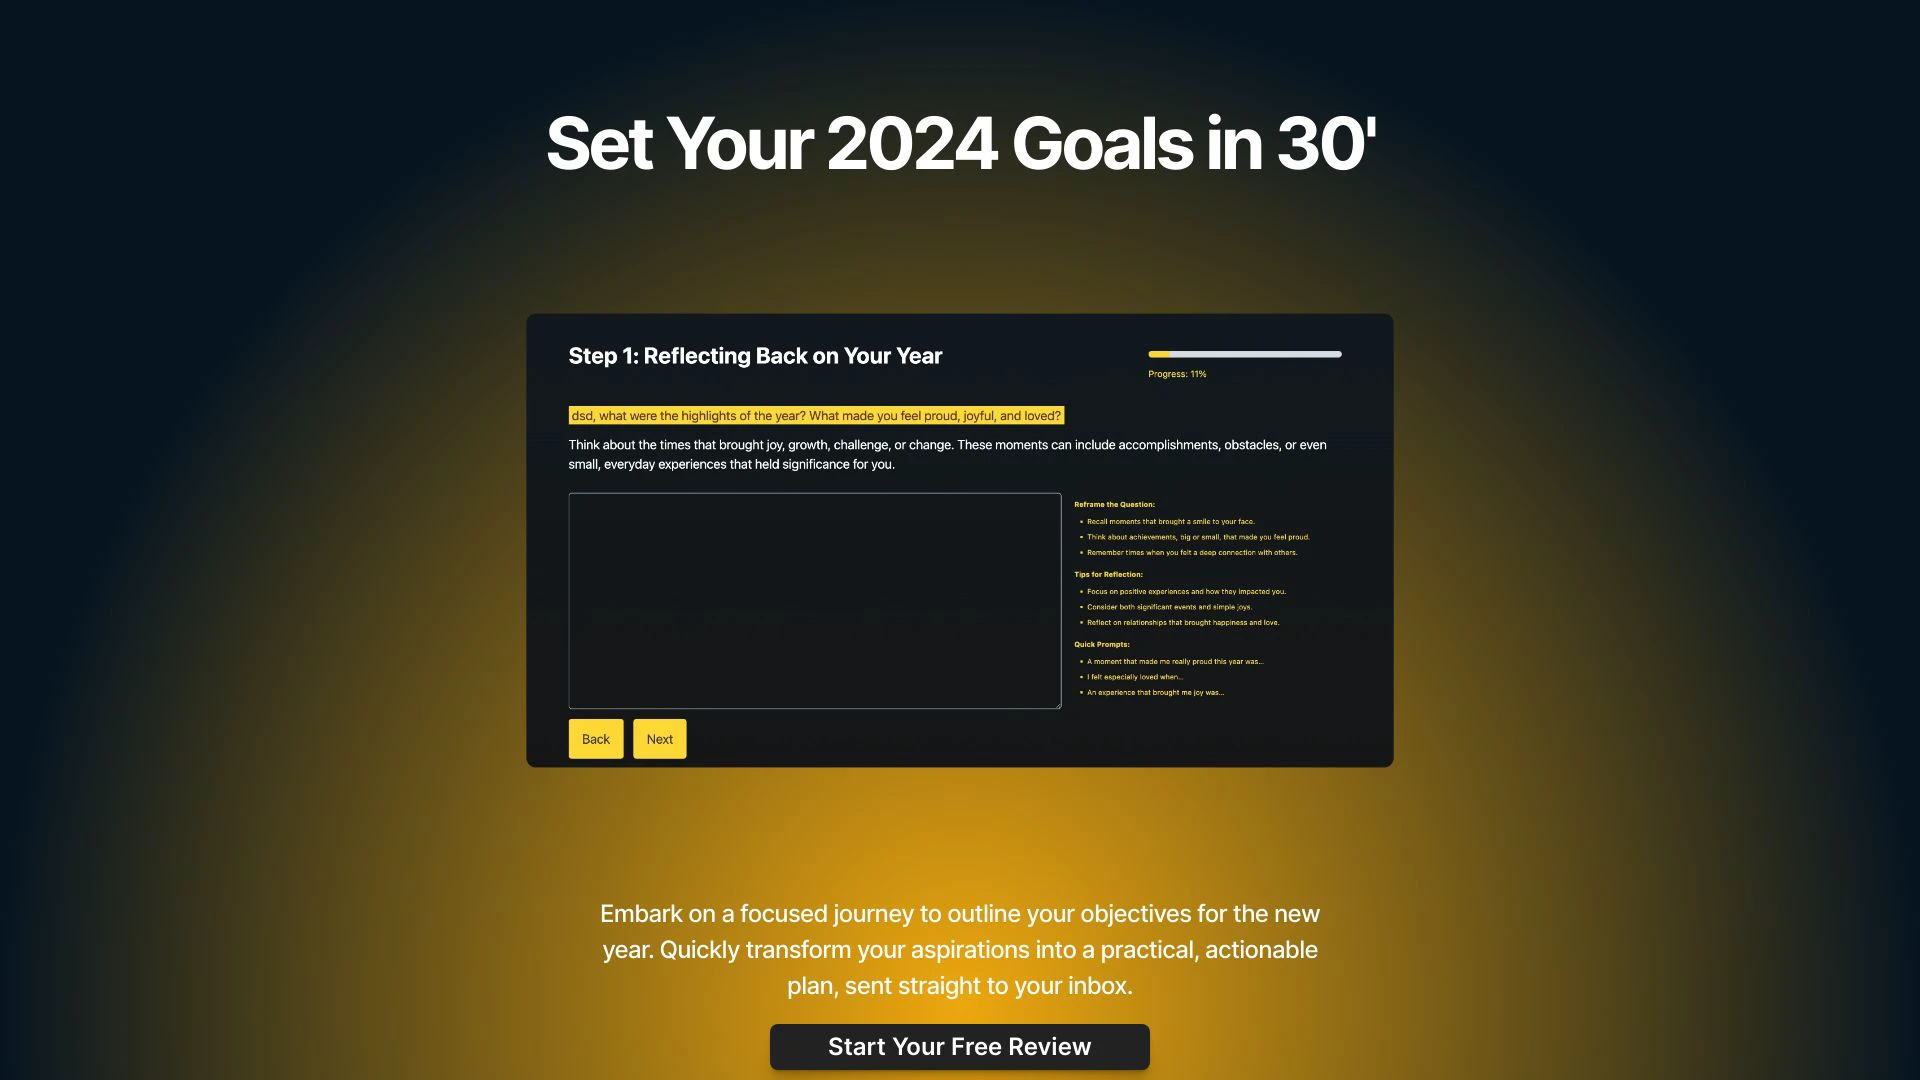 Set Your 2024 Goals in 30'
Step 1: Reflecting Back on Your Year
Progress: 11%
dsd, what were the highlights of the year? What made you feel proud, joyful, and loved?
Think about the times that brought joy, growth, challenge, or change. These moments can include accomplishments, obstacles, or even
small, everyday experiences that held significance for you.
Reframe the Question:
Recall moments that brought a smile to your face.
Think about achievements, big or small, that made you feel proud.
Remember times when you felt a deep connection with others.
Tips for Reflection:
Focus on positive experiences and how they impacted you.
Consider both significant events and simple joys.
Reflect on relationships that brought happiness and love.
Quick Prompts:
A moment that made me really proud this year was...
I felt especially loved when...
An experience that brought me joy was...
Back
Next
Embark on a focused journey to outline your objectives for the new
year. Quickly transform your aspirations into a practical, actionable
plan, sent straight to your inbox.
Start Your Free Review